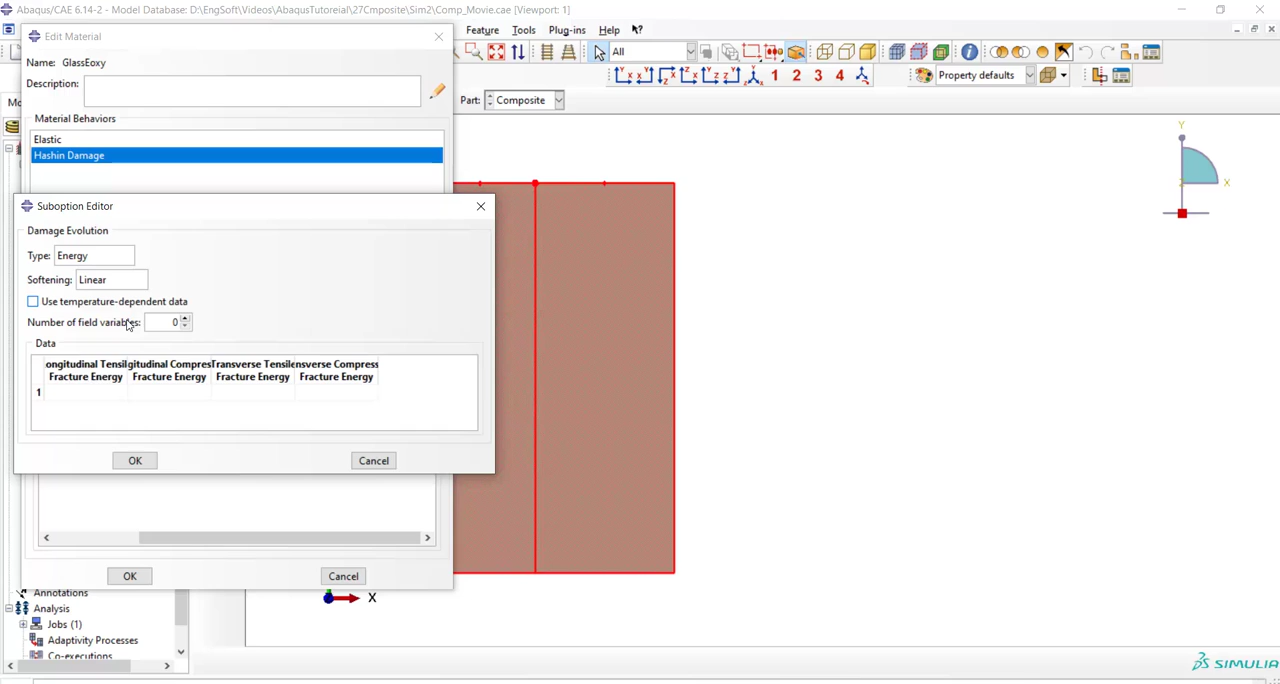 Abaqus/CAE 6.14-2 - Model Database: D:\EngSoft\Videos\AbaqusTutoreial\27Cmposite\Sim2\Comp_Movie.cae [Viewport: 1]
Feature Tools Plug-ins Help
Edit Material
All
Name: GlassEoxy
1 2 3 4
Property defaults
Description:
Part: Composite
Mo
Material Behaviors
Elastic
Hashin Damage
Y
X
Z
Suboption Editor
Damage Evolution
Type: Energy
Softening: Linear
Use temperature-dependent data
Number of field variables: 0
Data
ongitudinal Tensil gitudinal Compres Transverse Tensile nsverse Compress
Fracture Energy Fracture Energy Fracture Energy Fracture Energy
1
OK Cancel
OK Cancel
X
Annotations
Analysis
Jobs (1)
Adaptivity Processes
Co-executions
SIMULIA